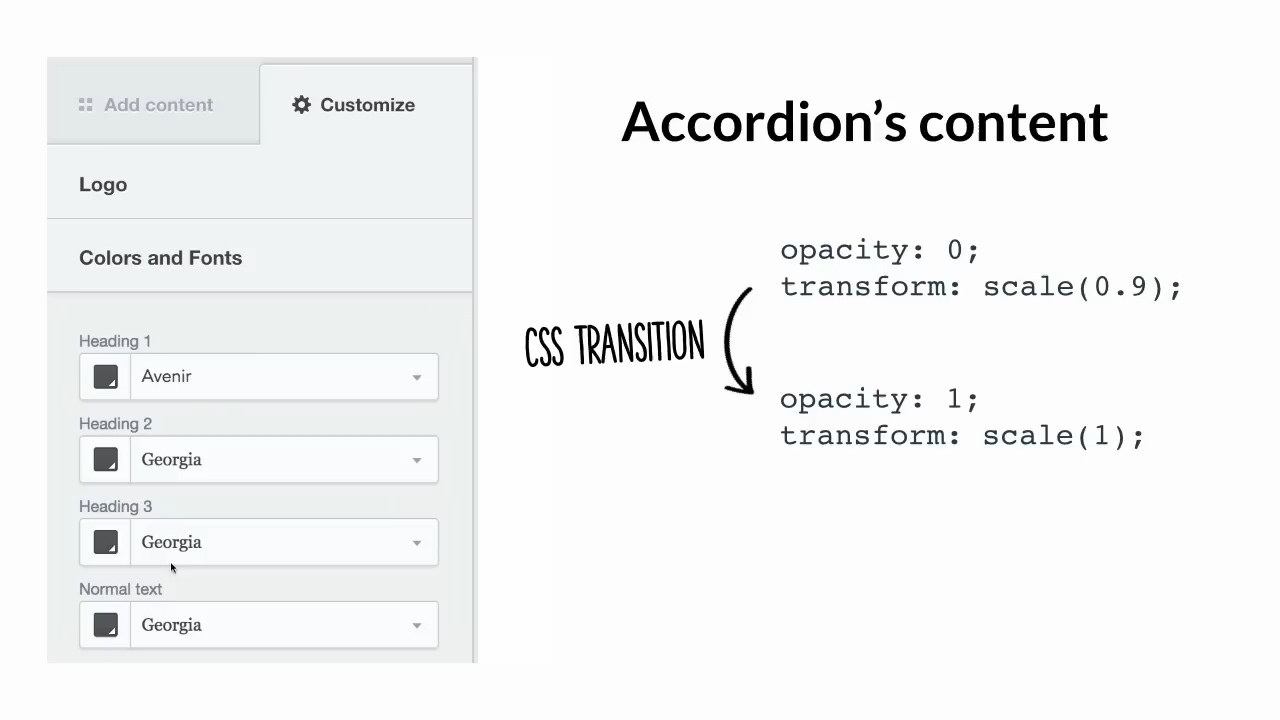 Add content
Customize
Logo
Colors and Fonts
Heading 1
Avenir
Heading 2
Georgia
Heading 3
Georgia
Normal text
Georgia
Accordion’s content
opacity: 0;
transform: scale(0.9);
CSS TRANSITION
opacity: 1;
transform: scale(1);